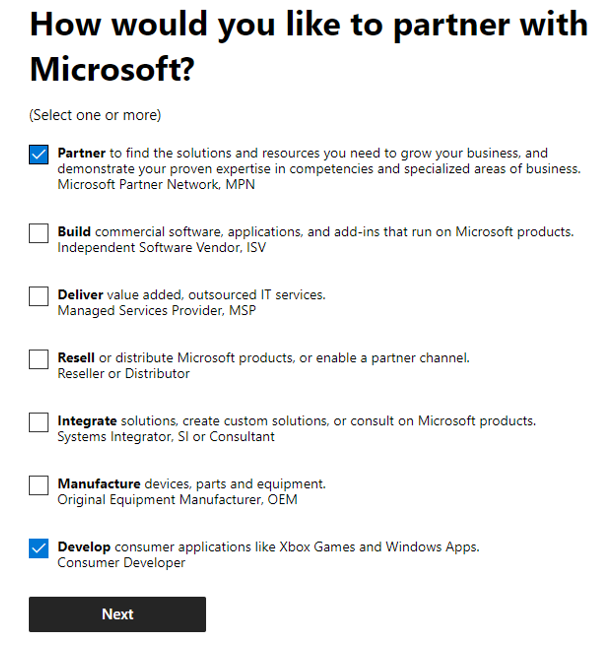 How would you like to partner with
Microsoft?
(Select one or more)
Partner to find the solutions and resources you need to grow your business, and
demonstrate your proven expertise in competencies and specialized areas of business.
Microsoft Partner Network, MPN
Build commercial software, applications, and add-ins that run on Microsoft products.
Independent Software Vendor, ISV
Deliver value added, outsourced IT services.
Managed Services Provider, MSP
Resell or distribute Microsoft products, or enable a partner channel.
Reseller or Distributor
Integrate solutions, create custom solutions, or consult on Microsoft products.
Systems Integrator, SI or Consultant
Manufacture devices, parts and equipment.
Original Equipment Manufacturer, OEM
Develop consumer applications like Xbox Games and Windows Apps.
Consumer Developer
Next